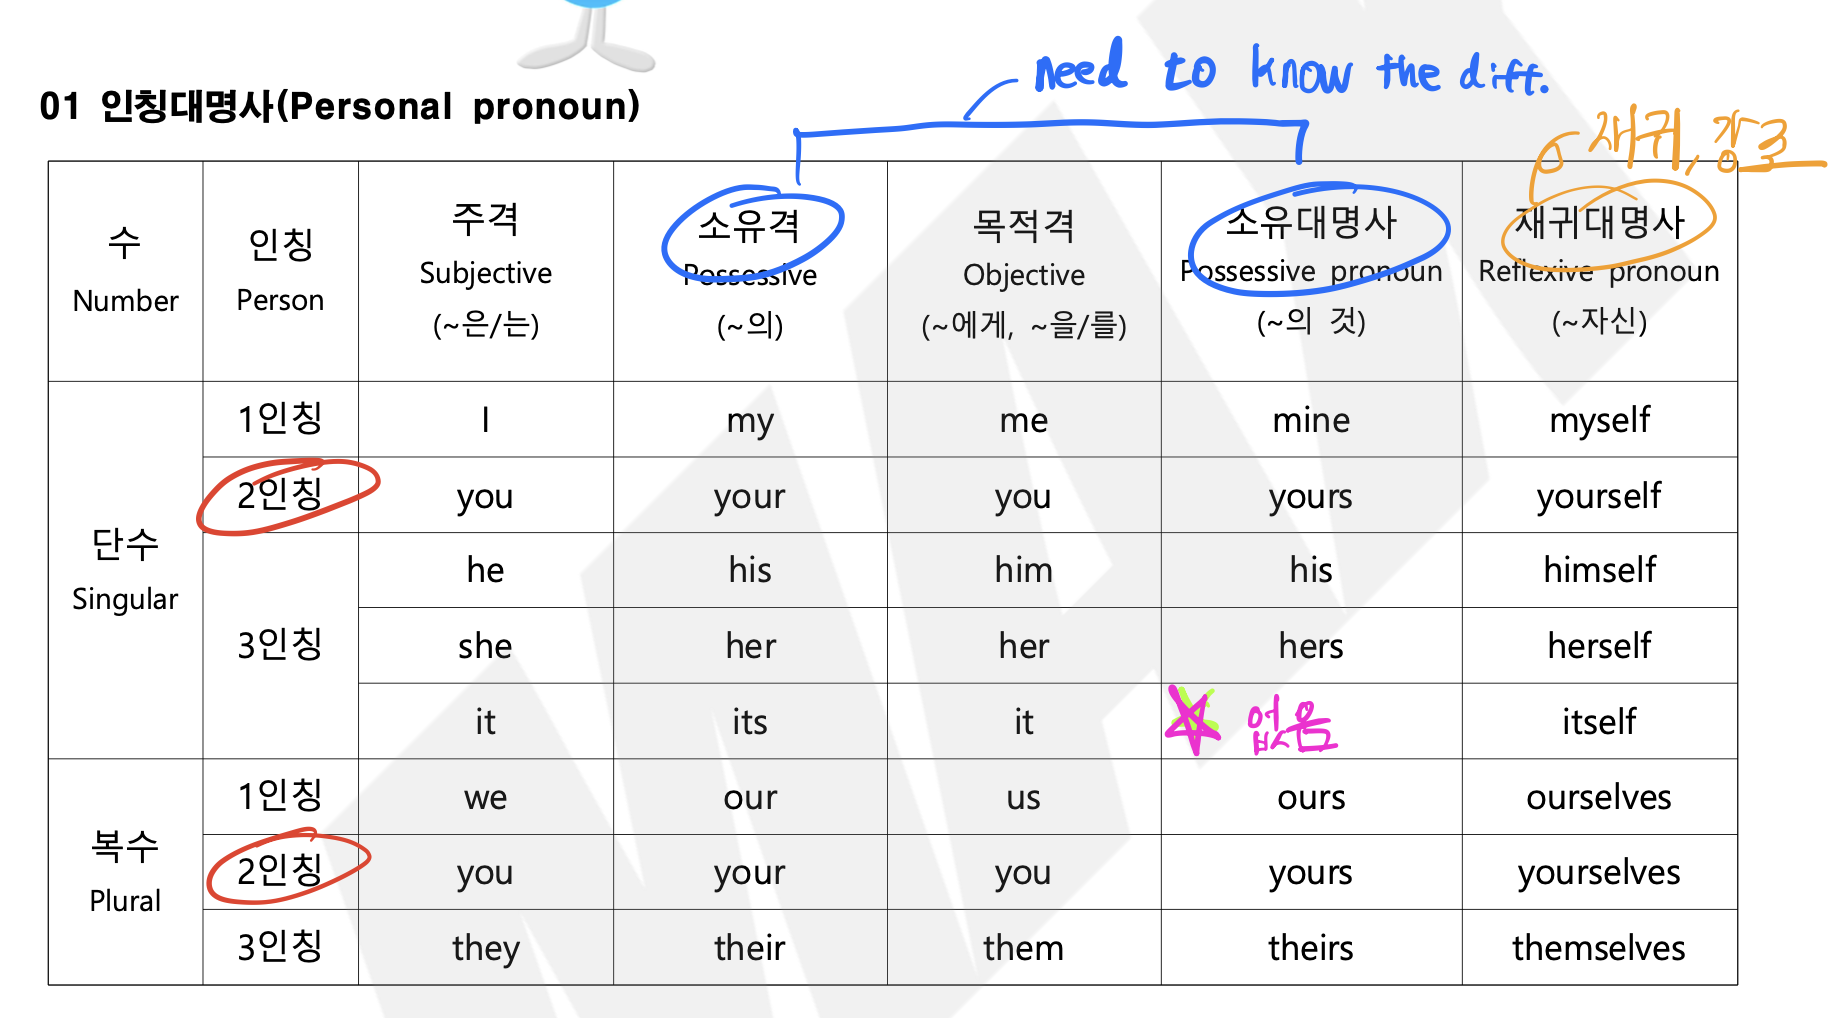 need to know the diff.
01 인칭대명사(Personal pronoun)
재귀, 강조
수 Number
인칭 Person
주격 Subjective (~은/는)
소유격 Possessive (~의)
목적격 Objective (~에게, ~을/를)
소유대명사 Possessive pronoun (~의 것)
재귀대명사 Reflexive pronoun (~자신)
단수 Singular
1인칭 I my me mine myself
2인칭 you your you yours yourself
3인칭
he his him his himself
she her her hers herself
it its it 없음 itself
복수 Plural
1인칭 we our us ours ourselves
2인칭 you your you yours yourselves
3인칭 they their them theirs themselves